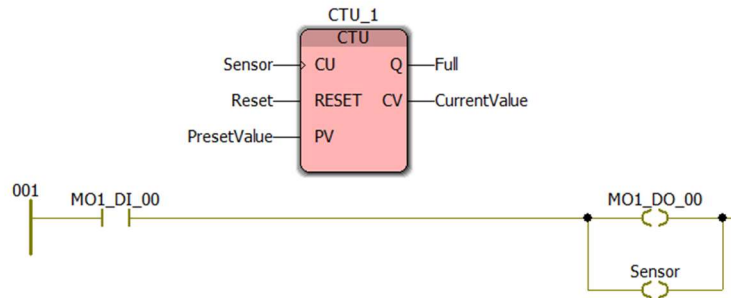 CTU_1
CTU
Sensor CU Q Full
Reset RESET CV CurrentValue
PresetValue PV
001 MO1_DI_00 MO1_DO_00
Sensor